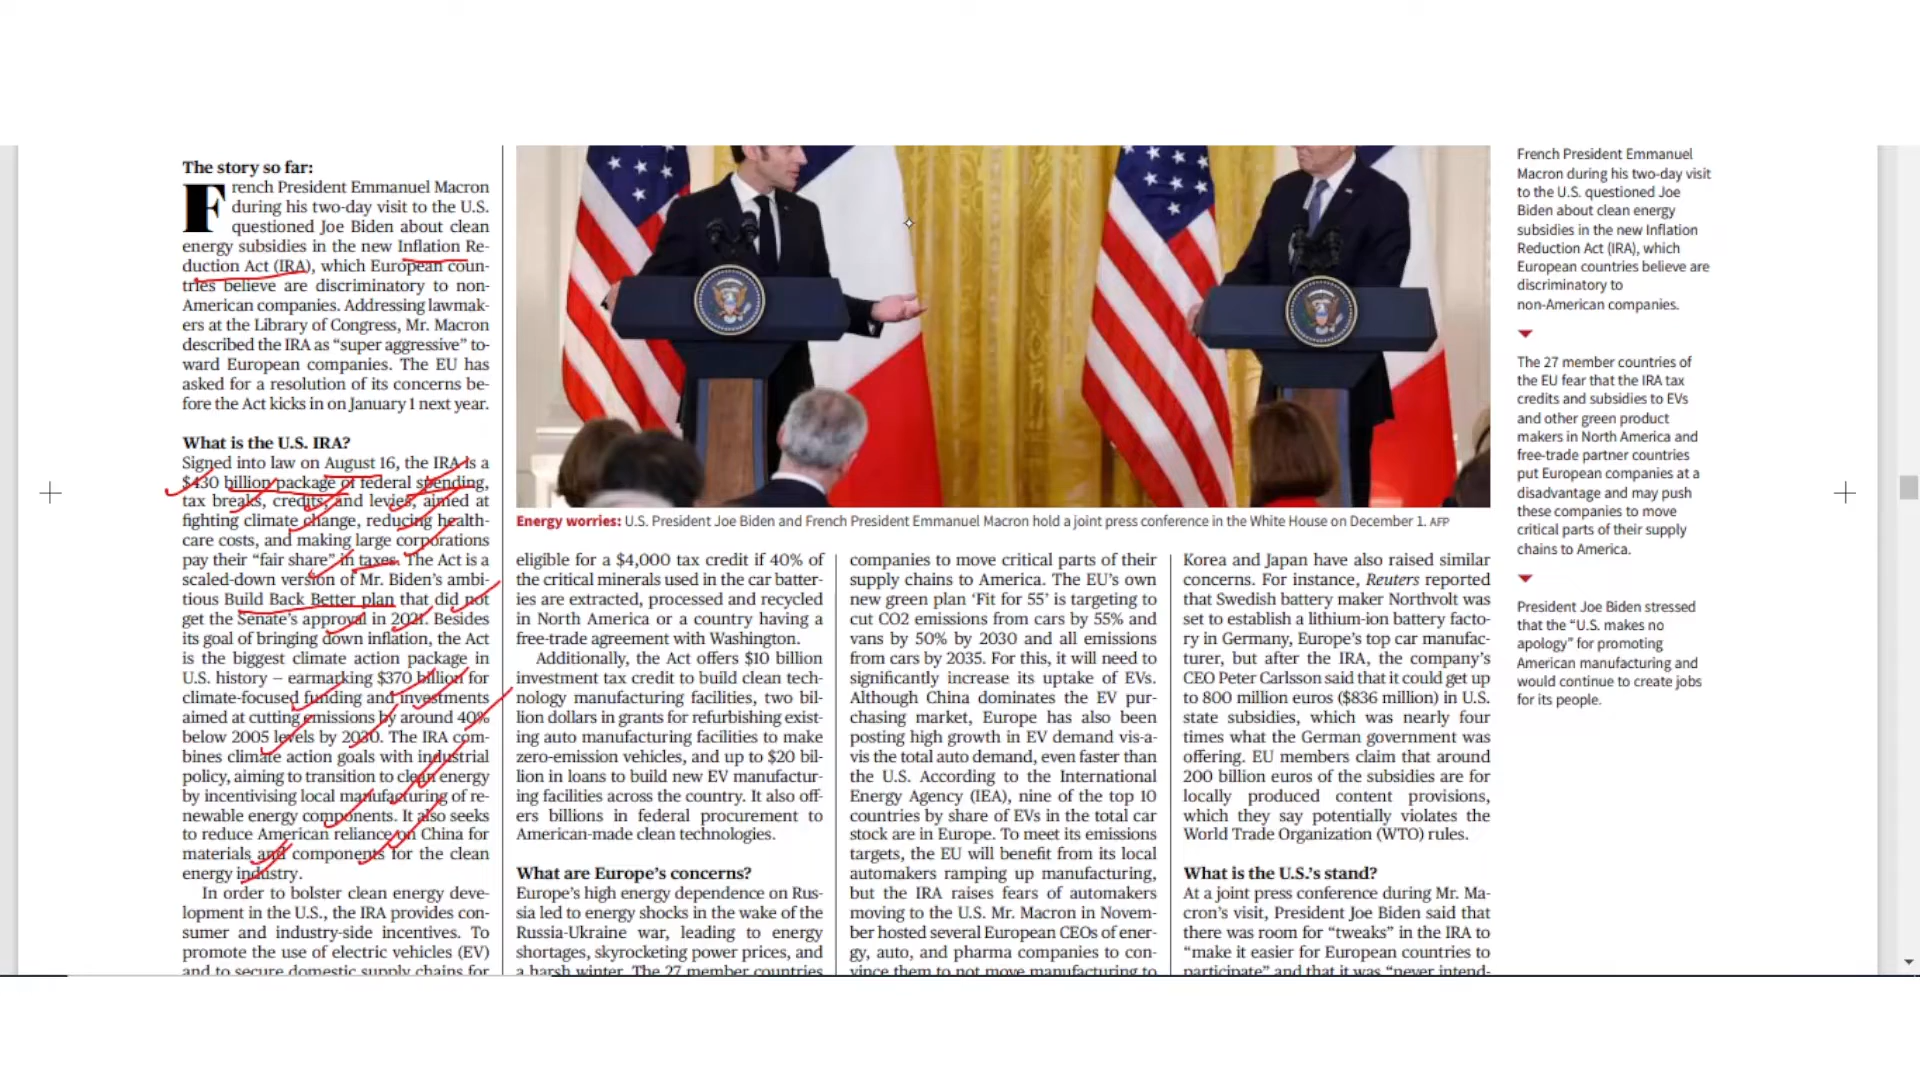 The story so far:
French President Emmanuel Macron
during his two-day visit to the U.S.
questioned Joe Biden about clean
energy subsidies in the new Inflation Re-
duction Act (IRA), which European coun-
tries believe are discriminatory to non-
American companies. Addressing lawmak-
ers at the Library of Congress, Mr. Macron
described the IRA as “super aggressive” to-
ward European companies. The EU has
asked for a resolution of its concerns be-
fore the Act kicks in on January 1 next year.
What is the U.S. IRA?
Signed into law on August 16, the IRA is a
$430 billion package of federal spending,
tax breaks, credits, and levies, aimed at
fighting climate change, reducing health-
care costs, and making large corporations
pay their “fair share” in taxes. The Act is a
scaled-down version of Mr. Biden’s ambi-
tious Build Back Better plan that did not
get the Senate’s approval in 2021. Besides
its goal of bringing down inflation, the Act
is the biggest climate action package in
U.S. history — earmarking $370 billion for
climate-focused funding and investments
aimed at cutting emissions by around 40%
below 2005 levels by 2030. The IRA com-
bines climate action goals with industrial
policy, aiming to transition to clean energy
by incentivising local manufacturing of re-
newable energy components. It also seeks
to reduce American reliance on China for
materials and components for the clean
energy industry.
In order to bolster clean energy deve-
lopment in the U.S., the IRA provides con-
sumer and industry-side incentives. To
promote the use of electric vehicles (EV)
and to secure domestic supply chains for
Energy worries: U.S. President Joe Biden and French President Emmanuel Macron hold a joint press conference in the White House on December 1. AFP
eligible for a $4,000 tax credit if 40% of
the critical minerals used in the car batter-
ies are extracted, processed and recycled
in North America or a country having a
free-trade agreement with Washington.
Additionally, the Act offers $10 billion
investment tax credit to build clean tech-
nology manufacturing facilities, two bil-
lion dollars in grants for refurbishing exist-
ing auto manufacturing facilities to make
zero-emission vehicles, and up to $20 bil-
lion in loans to build new EV manufactur-
ing facilities across the country. It also off-
ers billions in federal procurement to
American-made clean technologies.
What are Europe’s concerns?
Europe’s high energy dependence on Rus-
sia led to energy shocks in the wake of the
Russia-Ukraine war, leading to energy
shortages, skyrocketing power prices, and
a harsh winter. The 27 member countries
companies to move critical parts of their
supply chains to America. The EU’s own
new green plan ‘Fit for 55’ is targeting to
cut CO2 emissions from cars by 55% and
vans by 50% by 2030 and all emissions
from cars by 2035. For this, it will need to
significantly increase its uptake of EVs.
Although China dominates the EV pur-
chasing market, Europe has also been
posting high growth in EV demand vis-a-
vis the total auto demand, even faster than
the U.S. According to the International
Energy Agency (IEA), nine of the top 10
countries by share of EVs in the total car
stock are in Europe. To meet its emissions
targets, the EU will benefit from its local
automakers ramping up manufacturing,
but the IRA raises fears of automakers
moving to the U.S. Mr. Macron in Novem-
ber hosted several European CEOs of ener-
gy, auto, and pharma companies to con-
vince them to not move manufacturing to
Korea and Japan have also raised similar
concerns. For instance, Reuters reported
that Swedish battery maker Northvolt was
set to establish a lithium-ion battery facto-
ry in Germany, Europe’s top car manufac-
turer, but after the IRA, the company’s
CEO Peter Carlsson said that it could get up
to 800 million euros ($836 million) in U.S.
state subsidies, which was nearly four
times what the German government was
offering. EU members claim that around
200 billion euros of the subsidies are for
locally produced content provisions,
which they say potentially violates the
World Trade Organization (WTO) rules.
What is the U.S.’s stand?
At a joint press conference during Mr. Ma-
cron’s visit, President Joe Biden said that
there was room for “tweaks” in the IRA to
“make it easier for European countries to
participate” and that it was “never intend-
French President Emmanuel
Macron during his two-day visit
to the U.S. questioned Joe
Biden about clean energy
subsidies in the new Inflation
Reduction Act (IRA), which
European countries believe are
discriminatory to
non-American companies.
The 27 member countries of
the EU fear that the IRA tax
credits and subsidies to EVs
and other green product
makers in North America and
free-trade partner countries
put European companies at a
disadvantage and may push
these companies to move
critical parts of their supply
chains to America.
President Joe Biden stressed
that the “U.S. makes no
apology” for promoting
American manufacturing and
would continue to create jobs
for its people.